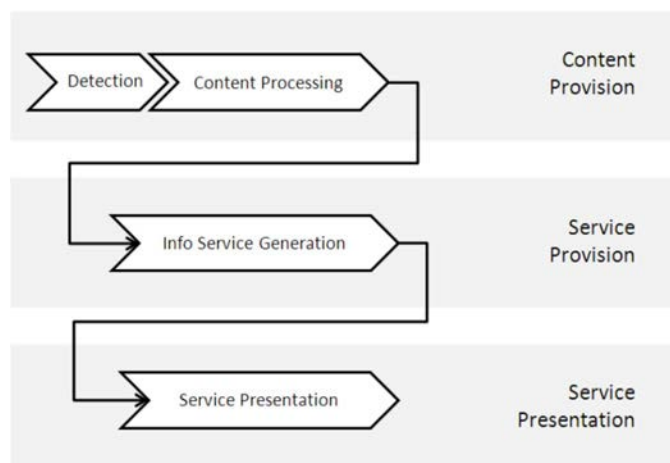 Detection
Content Processing
Content
Provision
Info Service Generation
Service
Provision
Service Presentation
Service
Presentation